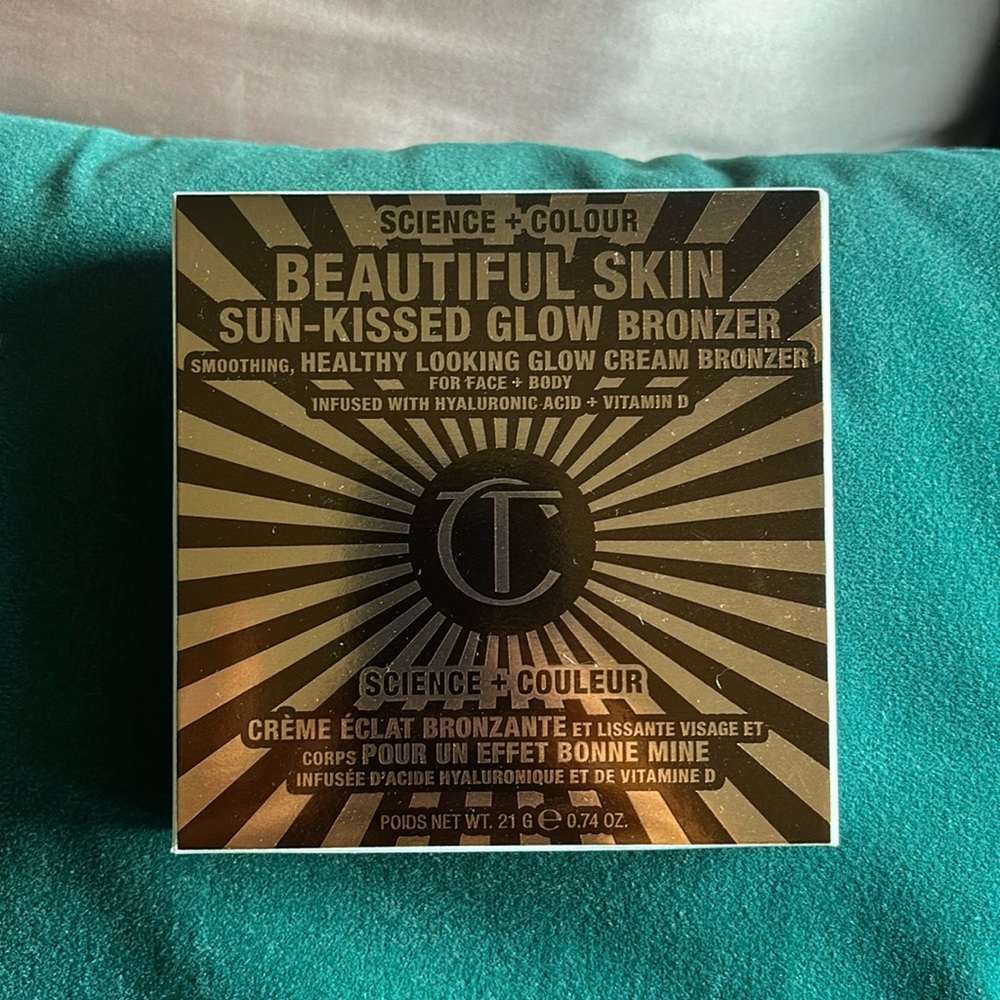 SCIENCE + COLOUR
BEAUTIFUL SKIN
SUN-KISSED GLOW BRONZER
SMOOTHING, HEALTHY LOOKING GLOW CREAM BRONZER
FOR FACE + BODY
INFUSED WITH HYALURONIC ACID + VITAMIN D
CT
SCIENCE + COULEUR
CRÈME ÉCLAT BRONZANTE ET LISSANTE VISAGE ET
CORPS POUR UN EFFET BONNE MINE
INFUSÉE D'ACIDE HYALURONIQUE ET DE VITAMINE D
POIDS NET WT. 21 G ℮ 0.74 OZ.